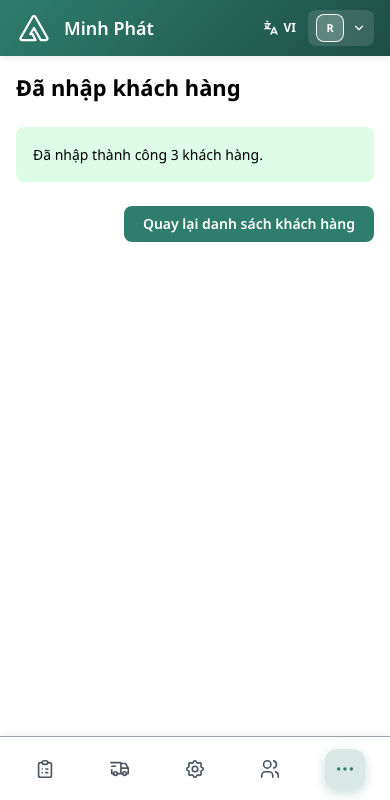 Minh Phát
VI
R
Đã nhập khách hàng
Đã nhập thành công 3 khách hàng.
Quay lại danh sách khách hàng